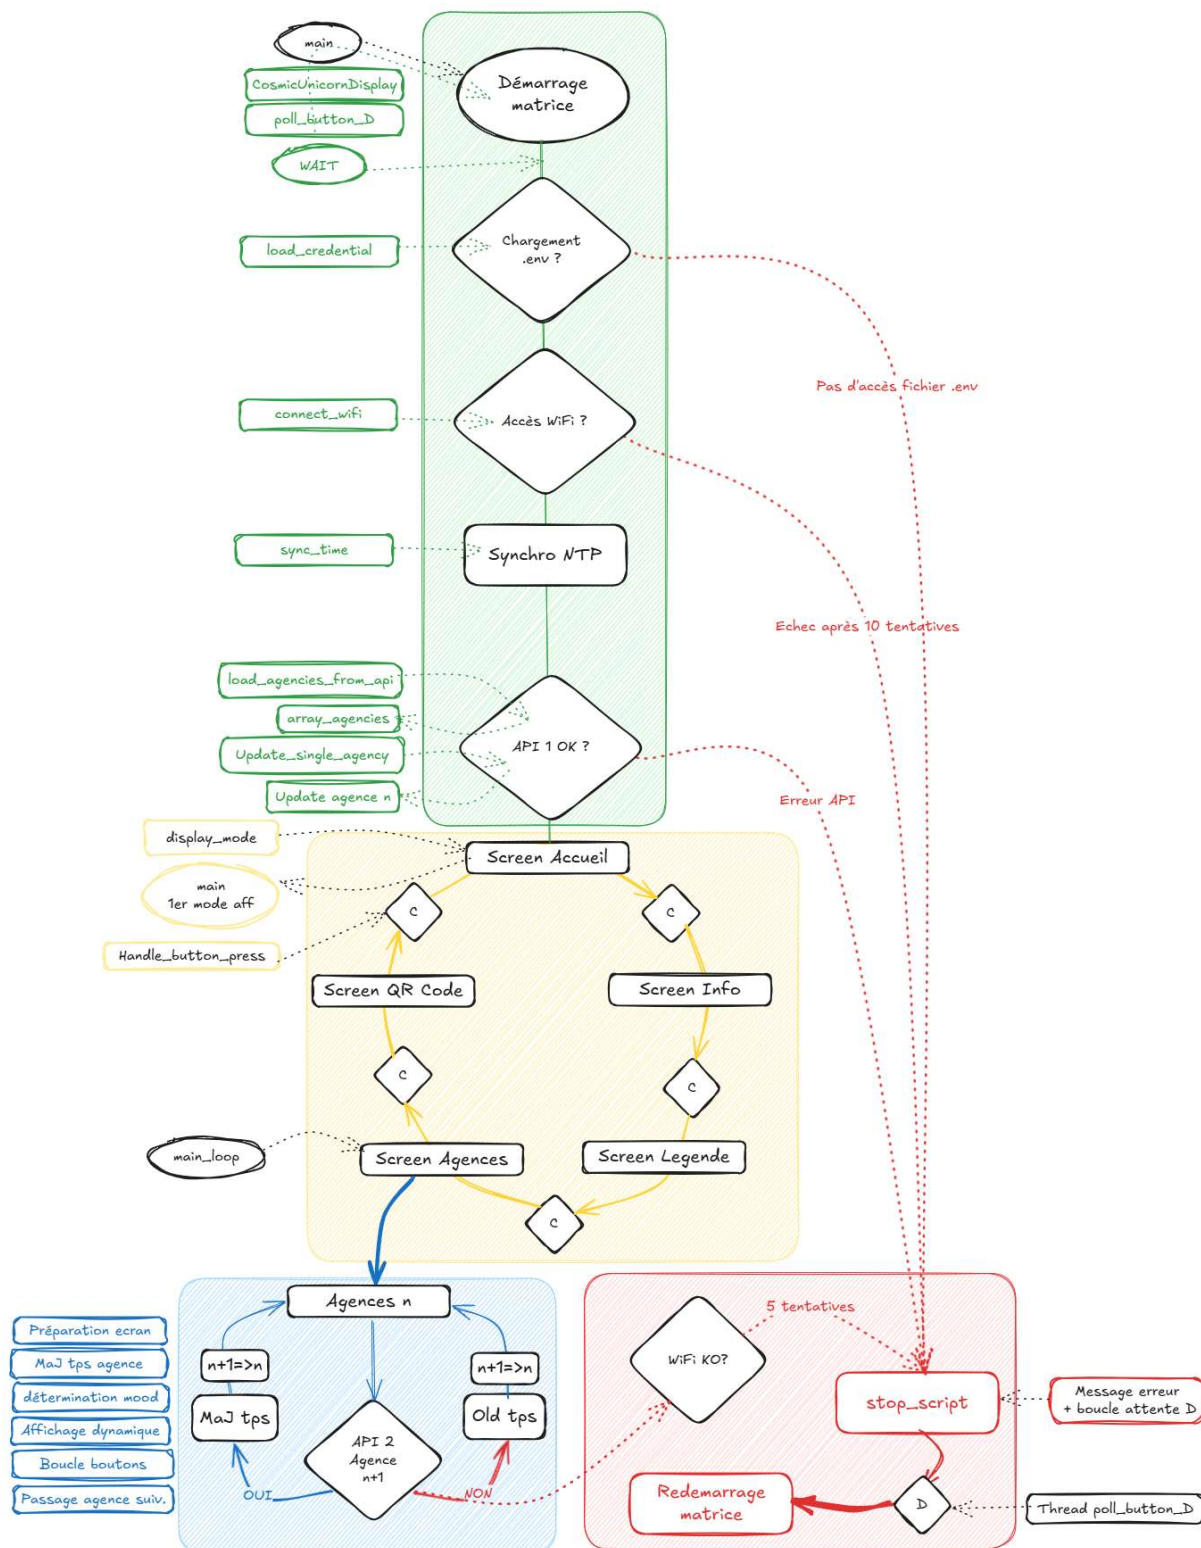 main
Démarrage
matrice
CosmicUnicornDisplay
poll_button_D
WAIT
Chargement
.env ?
load_credential
Pas d'accès fichier .env
connect_wifi
Accès WiFi ?
sync_time
Synchro NTP
Echec après 10 tentatives
load_agencies_from_api
array_agencies
API 1 OK ?
Update_single_agency
Update agence n
Erreur API
display_mode
Screen Accueil
main
1er mode aff
C
C
Handle_button_press
Screen QR Code
Screen Info
C
C
main_loop
Screen Agences
Screen Legende
C
Agences n
Préparation ecran
MaJ tps agence
détermination mood
Affichage dynamique
Boucle boutons
Passage agence suiv.
n+1=>n
n+1=>n
MaJ tps
Old tps
API 2
Agence
n+1
OUI
NON
5 tentatives
WiFi KO?
stop_script
Message erreur
+ boucle attente D
Redemarrage
matrice
D
Thread poll_button_D